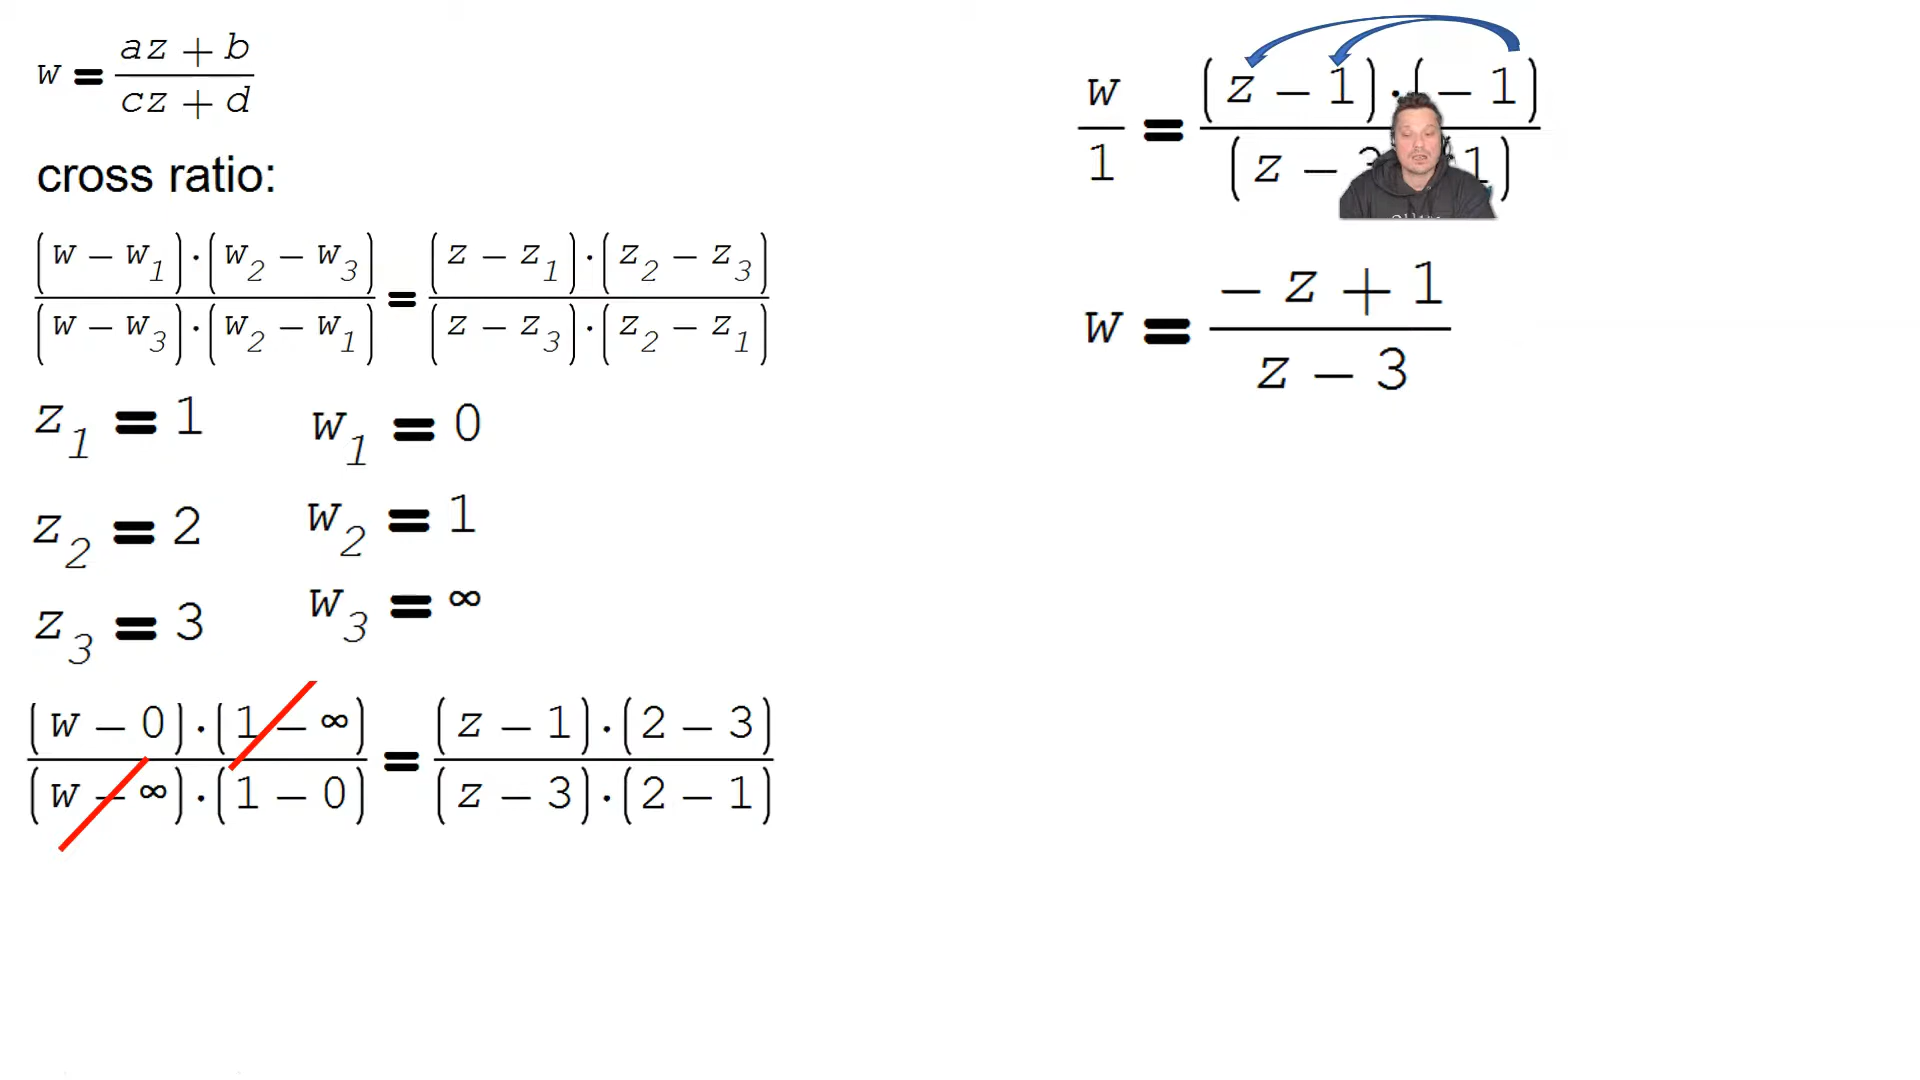 w = (az + b)/(cz + d)
cross ratio:
((w − w₁)·(w₂ − w₃))/((w − w₃)·(w₂ − w₁)) = ((z − z₁)·(z₂ − z₃))/((z − z₃)·(z₂ − z₁))
z₁ = 1 w₁ = 0
z₂ = 2 w₂ = 1
z₃ = 3 w₃ = ∞
((w − 0)·(1 − ∞))/((w − ∞)·(1 − 0)) = ((z − 1)·(2 − 3))/((z − 3)·(2 − 1))
w/1 = ((z − 1)·(− 1))/((z − 3 1)
w = (− z + 1)/(z − 3)